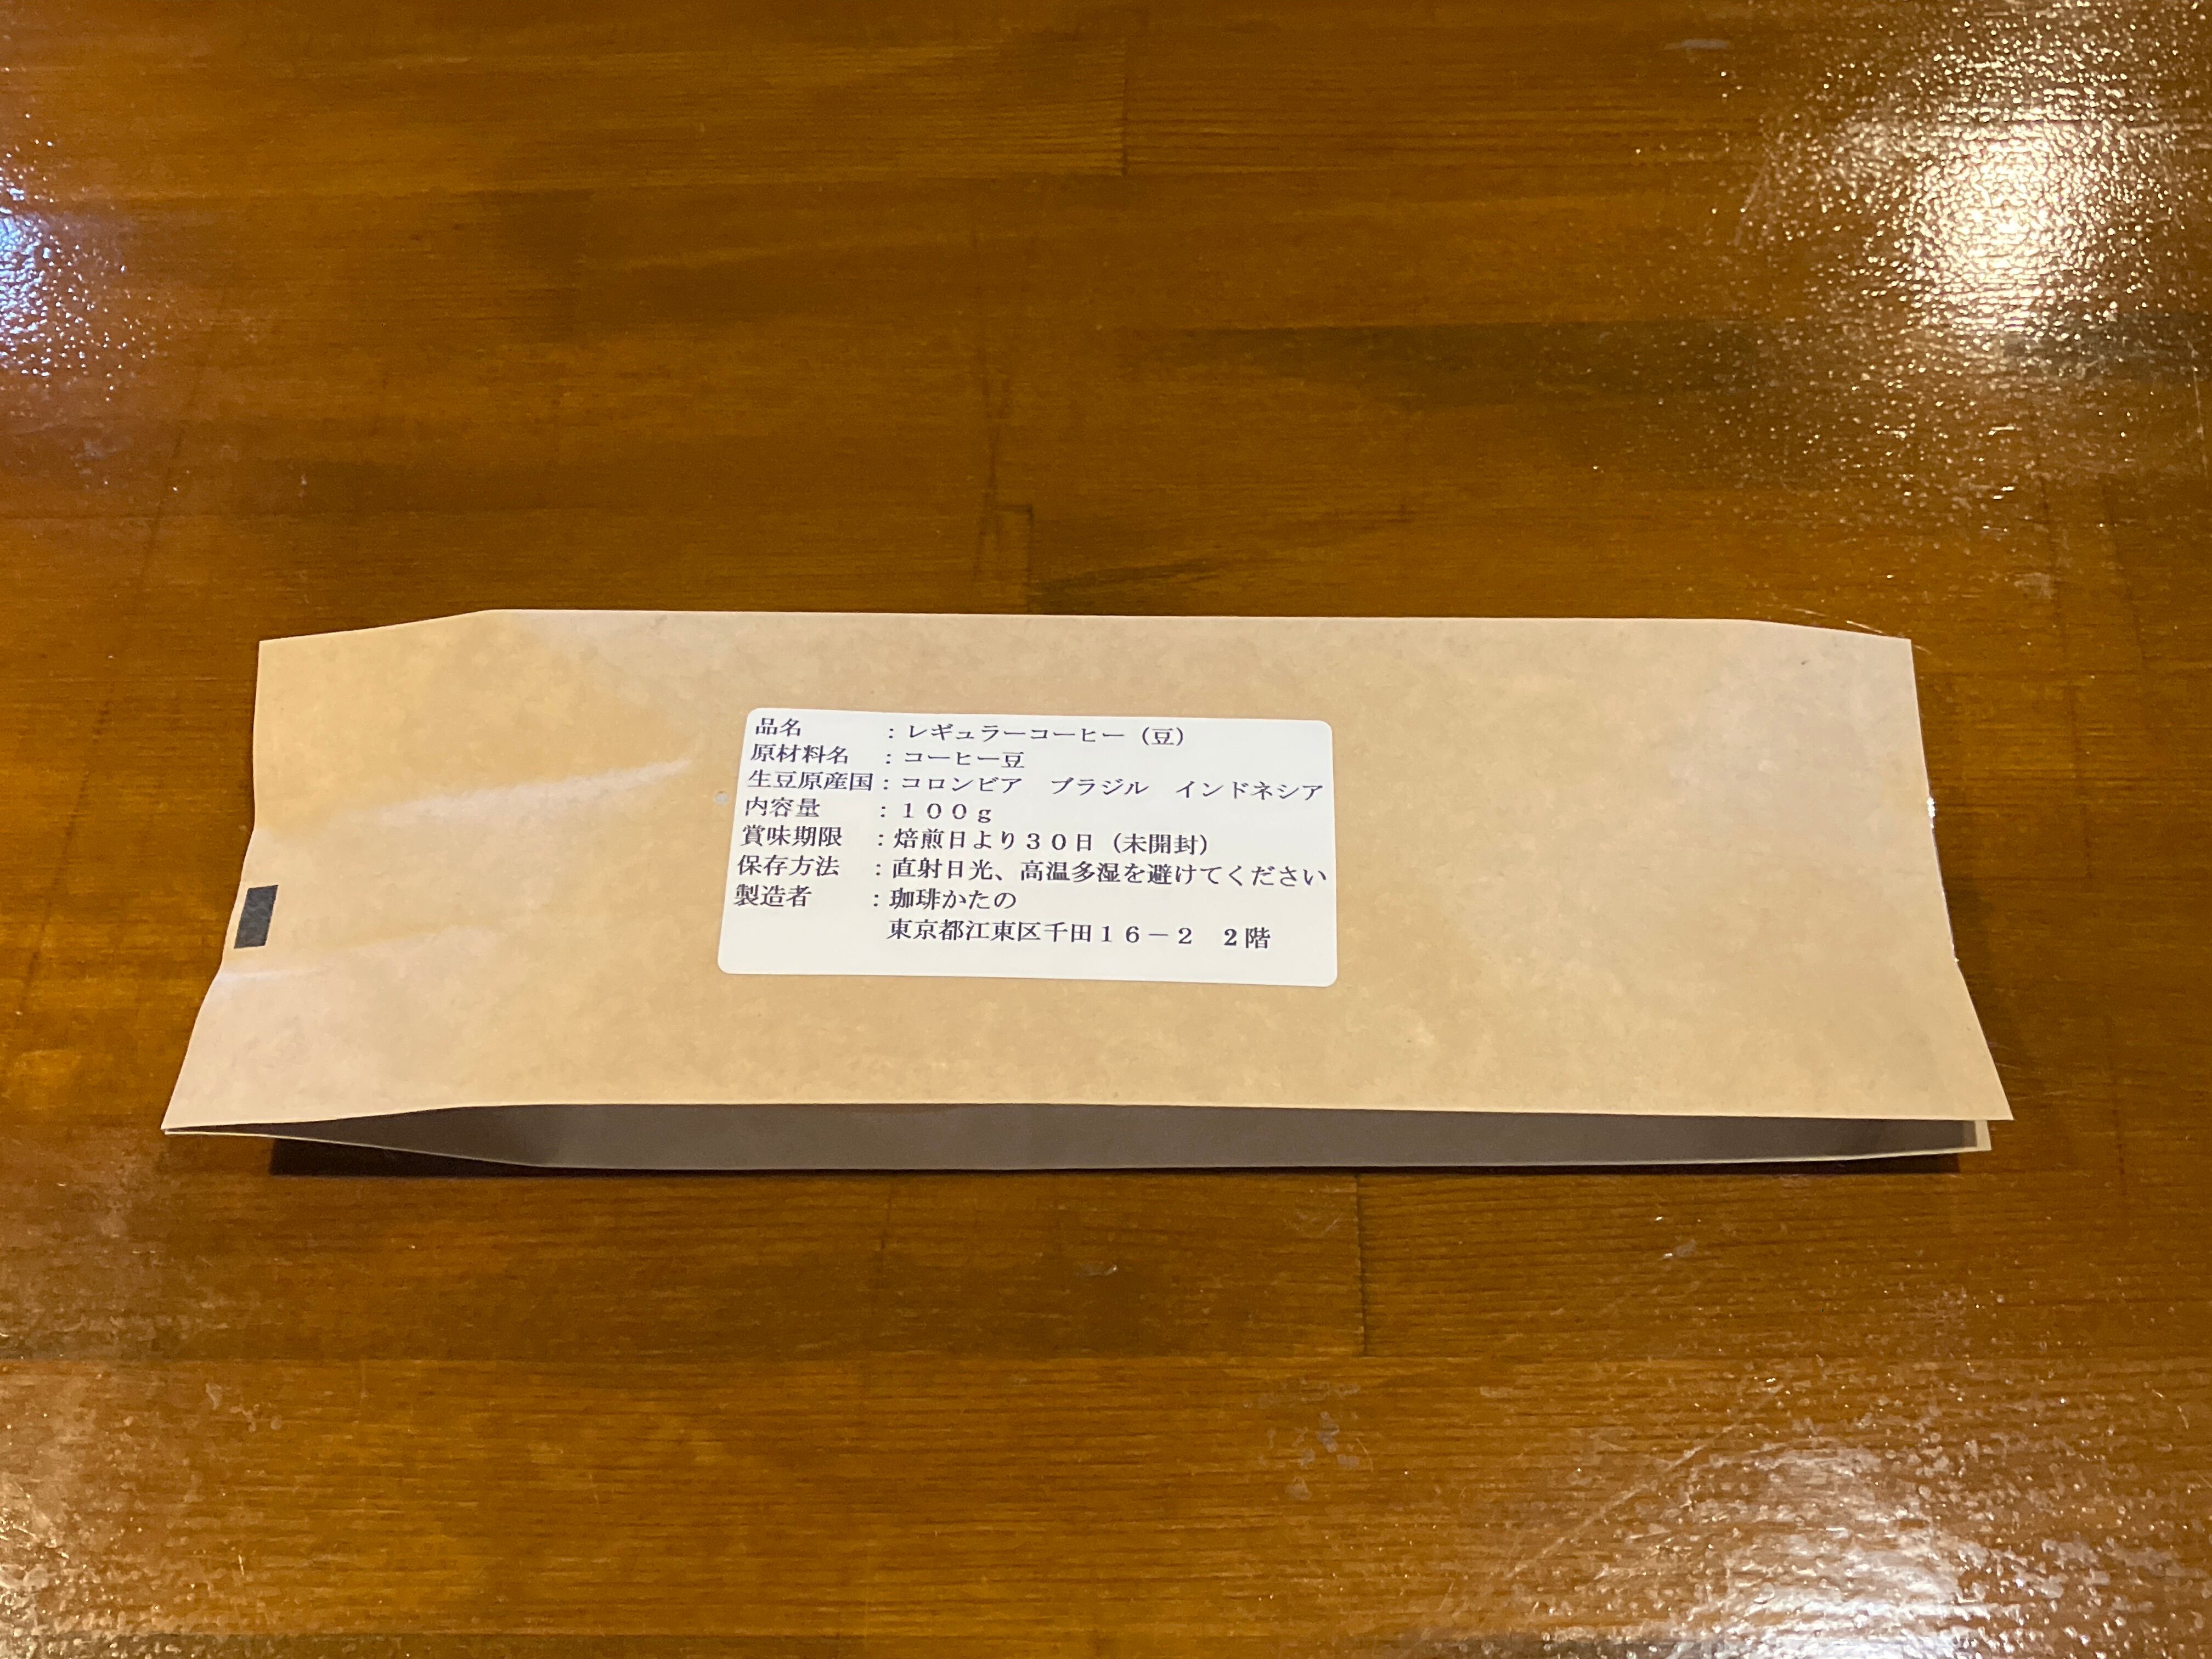 品名　　　：レギュラーコーヒー（豆）
原材料名　：コーヒー豆
生豆原産国：コロンビア　ブラジル　インドネシア
内容量　　：１００ｇ
賞味期限　：焙煎日より３０日（未開封）
保存方法　：直射日光、高温多湿を避けてください
製造者　　：珈琲かたの
東京都江東区千田１６－２　２階